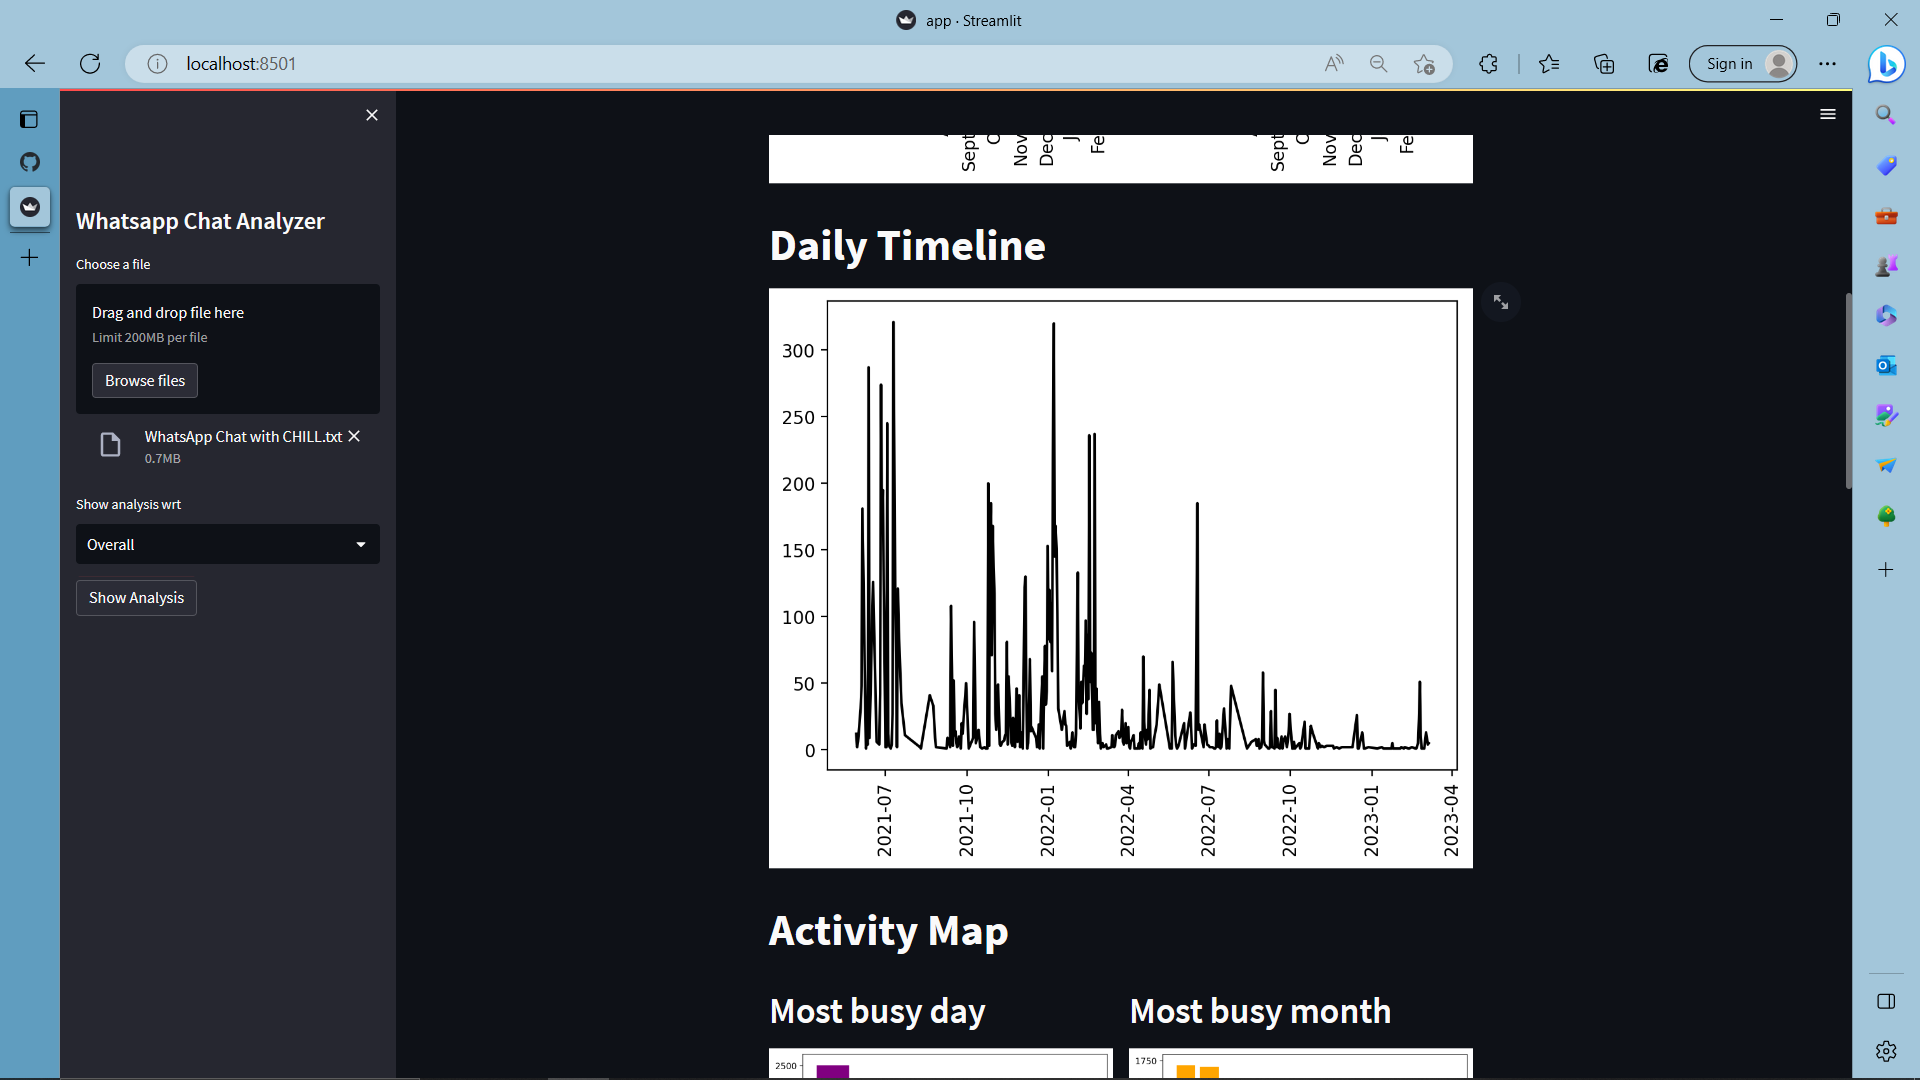 app · Streamlit
localhost:8501
Sign in
Whatsapp Chat Analyzer
Choose a file
Drag and drop file here
Limit 200MB per file
Browse files
WhatsApp Chat with CHILL.txt
0.7MB
Show analysis wrt
Overall
Show Analysis
Sept
Nov
Dec
Fe
Sept
Nov
Dec
Fe
Daily Timeline
300
250
200
150
100
50
0
2021-07
2021-10
2022-01
2022-04
2022-07
2022-10
2023-01
2023-04
Activity Map
Most busy day
Most busy month
2500
1750